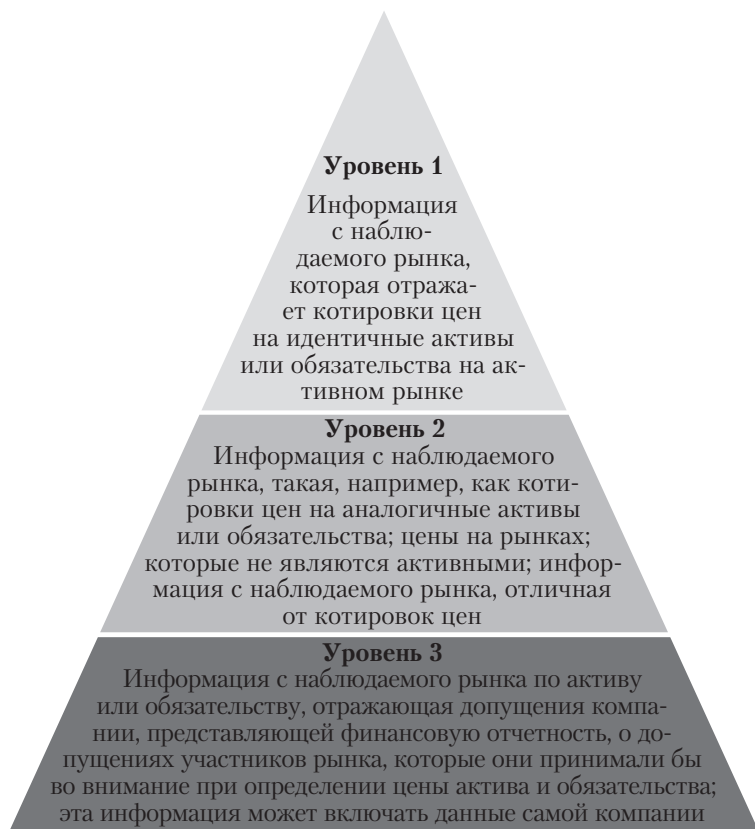 Уровень 1
Информация
с наблю-
даемого рынка,
которая отража-
ет котировки цен
на идентичные активы
или обязательства на ак-
тивном рынке
Уровень 2
Информация с наблюдаемого
рынка, такая, например, как коти-
ровки цен на аналогичные активы
или обязательства; цены на рынках;
которые не являются активными; инфор-
мация с наблюдаемого рынка, отличная
от котировок цен
Уровень 3
Информация с наблюдаемого рынка по активу
или обязательству, отражающая допущения компа-
нии, представляющей финансовую отчетность, о до-
пущениях участников рынка, которые они принимали бы
во внимание при определении цены актива и обязательства;
эта информация может включать данные самой компании